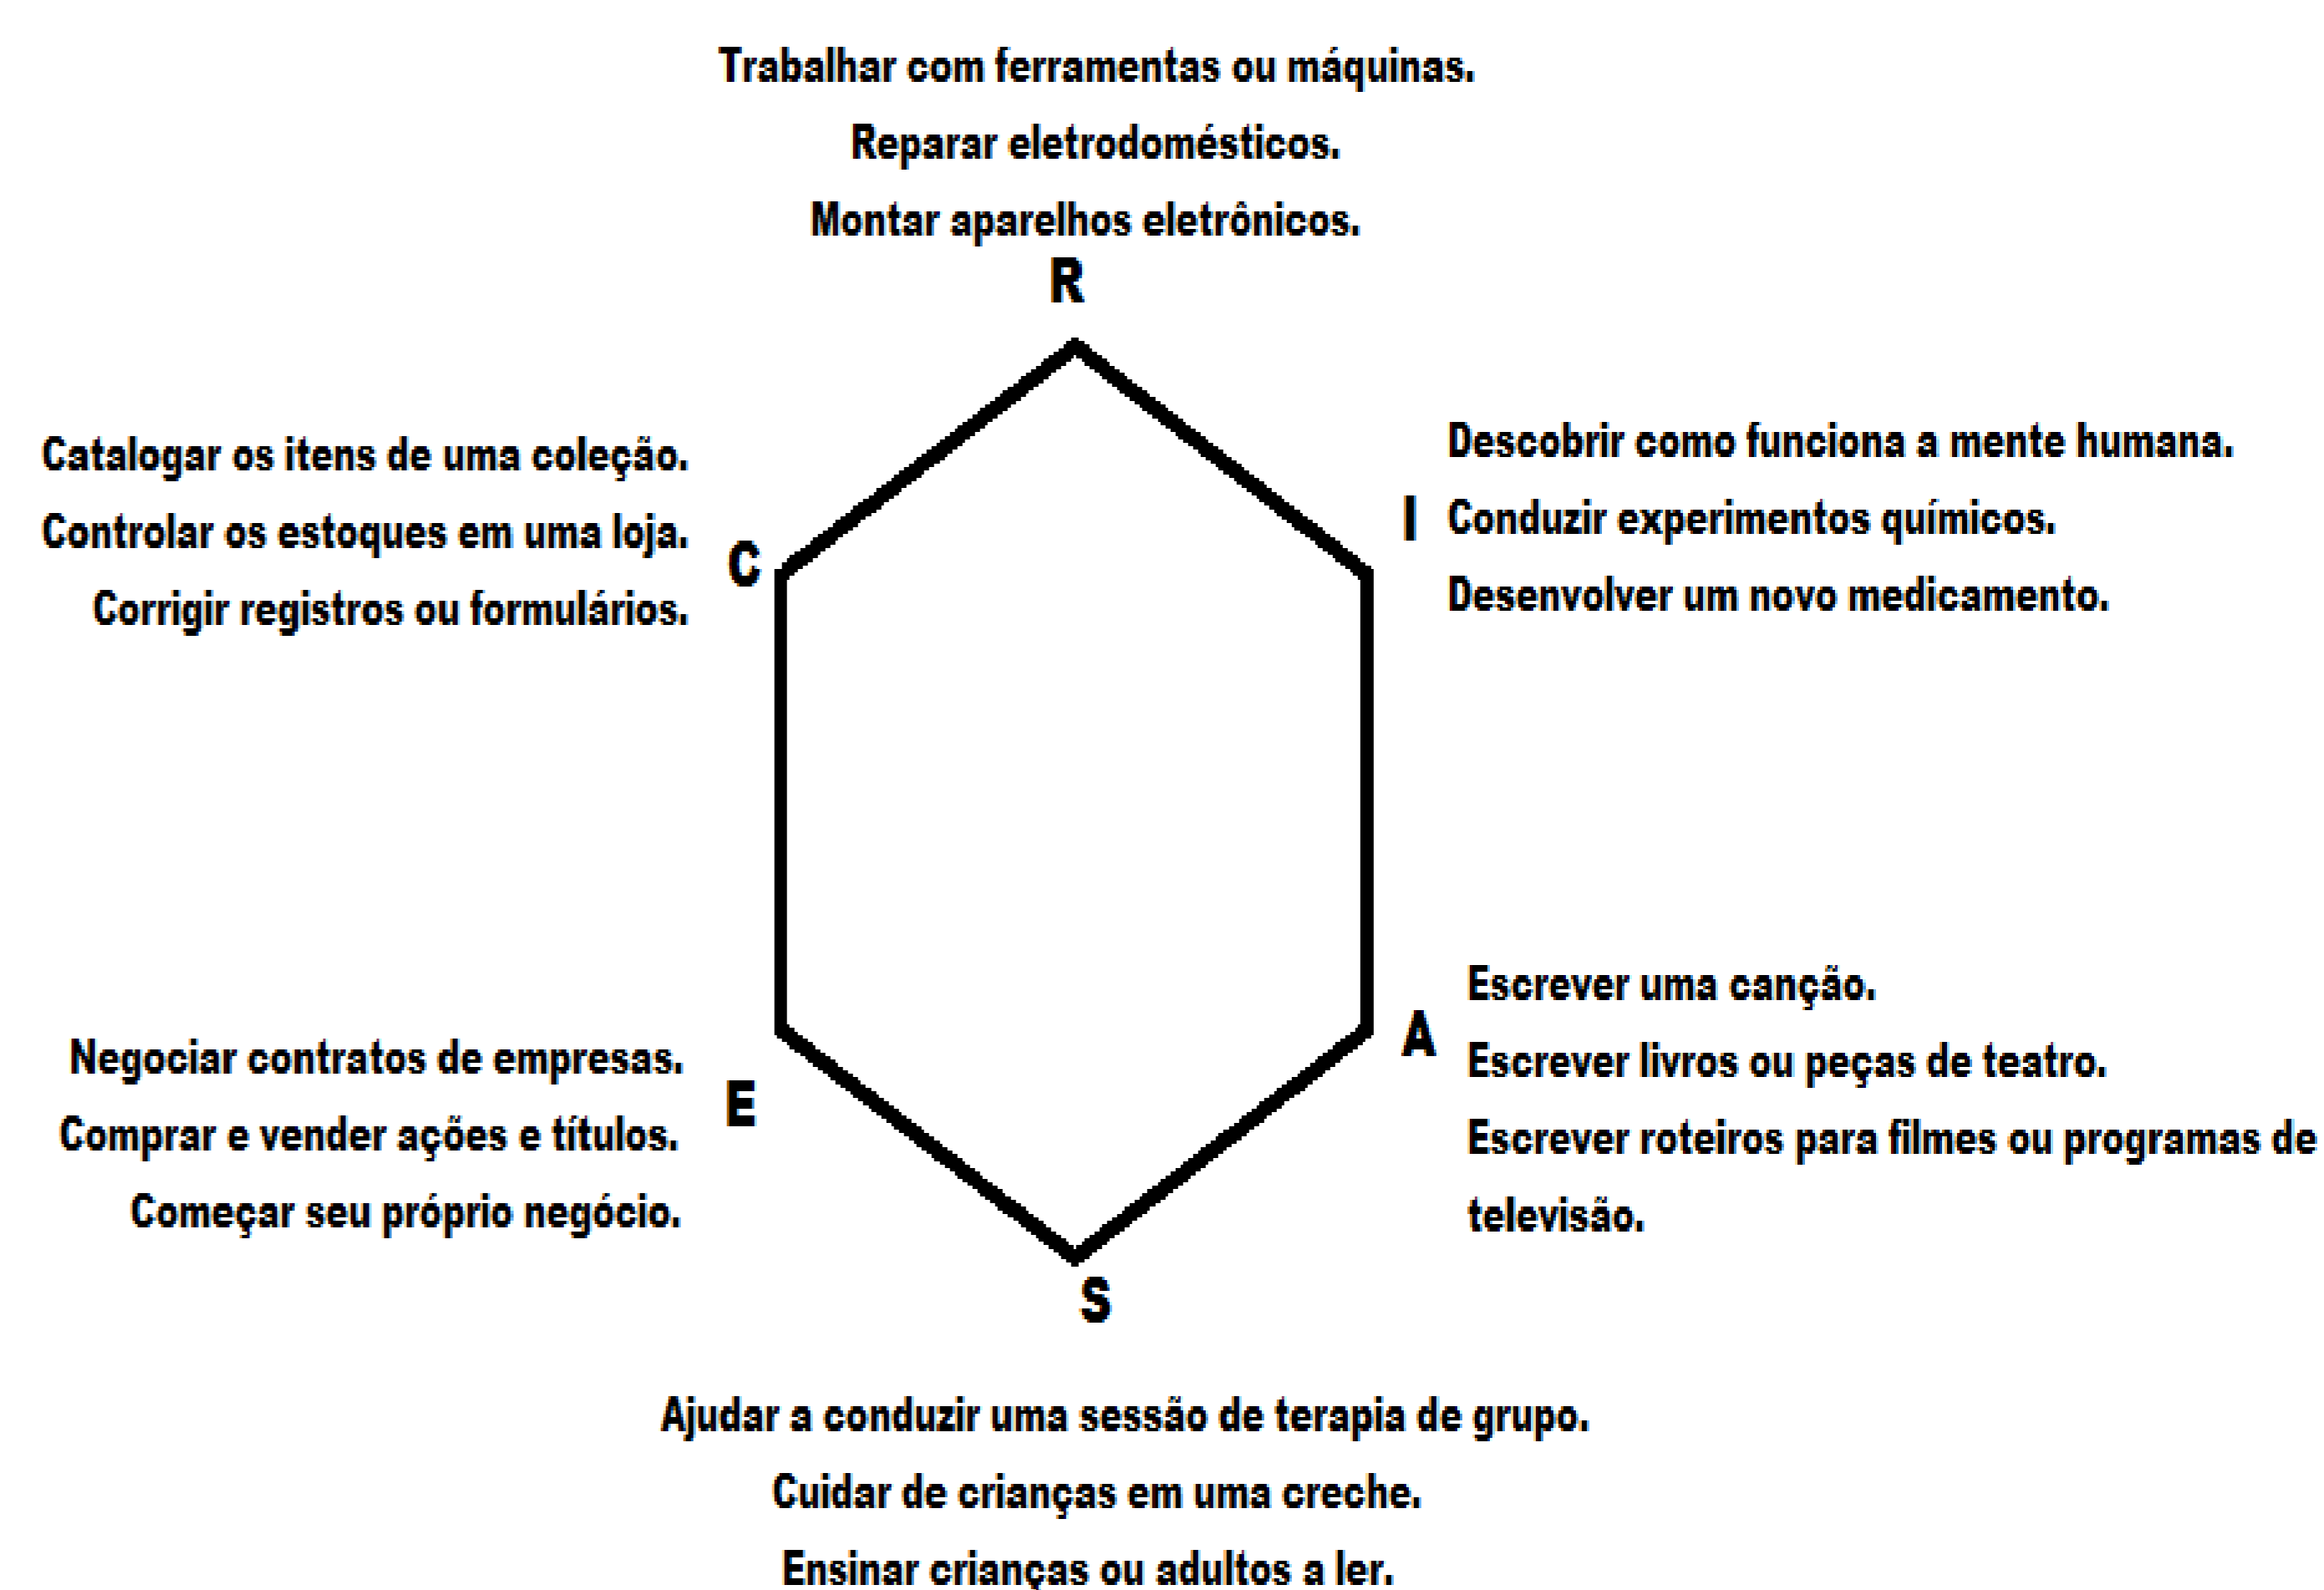 Trabalhar com ferramentas ou máquinas.
Reparar eletrodomésticos.
Montar aparelhos eletrônicos.
R
Catalogar os itens de uma coleção.
Controlar os estoques em uma loja.
Corrigir registros ou formulários.
C
Descobrir como funciona a mente humana.
I
Conduzir experimentos químicos.
Desenvolver um novo medicamento.
Negociar contratos de empresas.
Comprar e vender ações e títulos.
Começar seu próprio negócio.
E
Escrever uma canção.
A
Escrever livros ou peças de teatro.
Escrever roteiros para filmes ou programas de
televisão.
S
Ajudar a conduzir uma sessão de terapia de grupo.
Cuidar de crianças em uma creche.
Ensinar crianças ou adultos a ler.